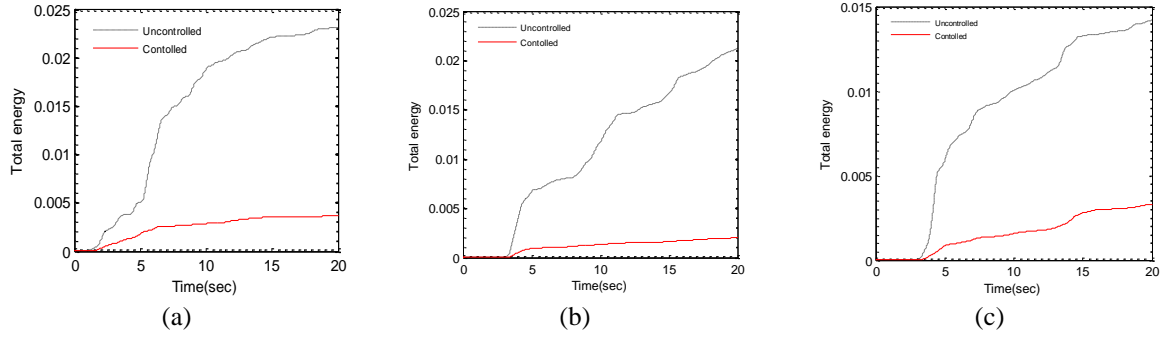 0.025
0.02
0.015
0.01
0.005
0
Total energy
Uncontrolled
Contolled
0 5 10 15 20
Time(sec)
(a)
0.025
0.02
0.015
0.01
0.005
0
Total energy
Uncontrolled
Contolled
0 5 10 15 20
Time(sec)
(b)
0.015
0.01
0.005
0
Total energy
Uncontrolled
Contolled
0 5 10 15 20
Time(sec)
(c)